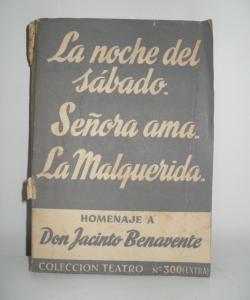 La noche del
sábado.
Señora ama.
La Malquerida.
HOMENAJE A
Don Jacinto Benavente
COLECCION TEATRO Nº 300 (EXTRA)